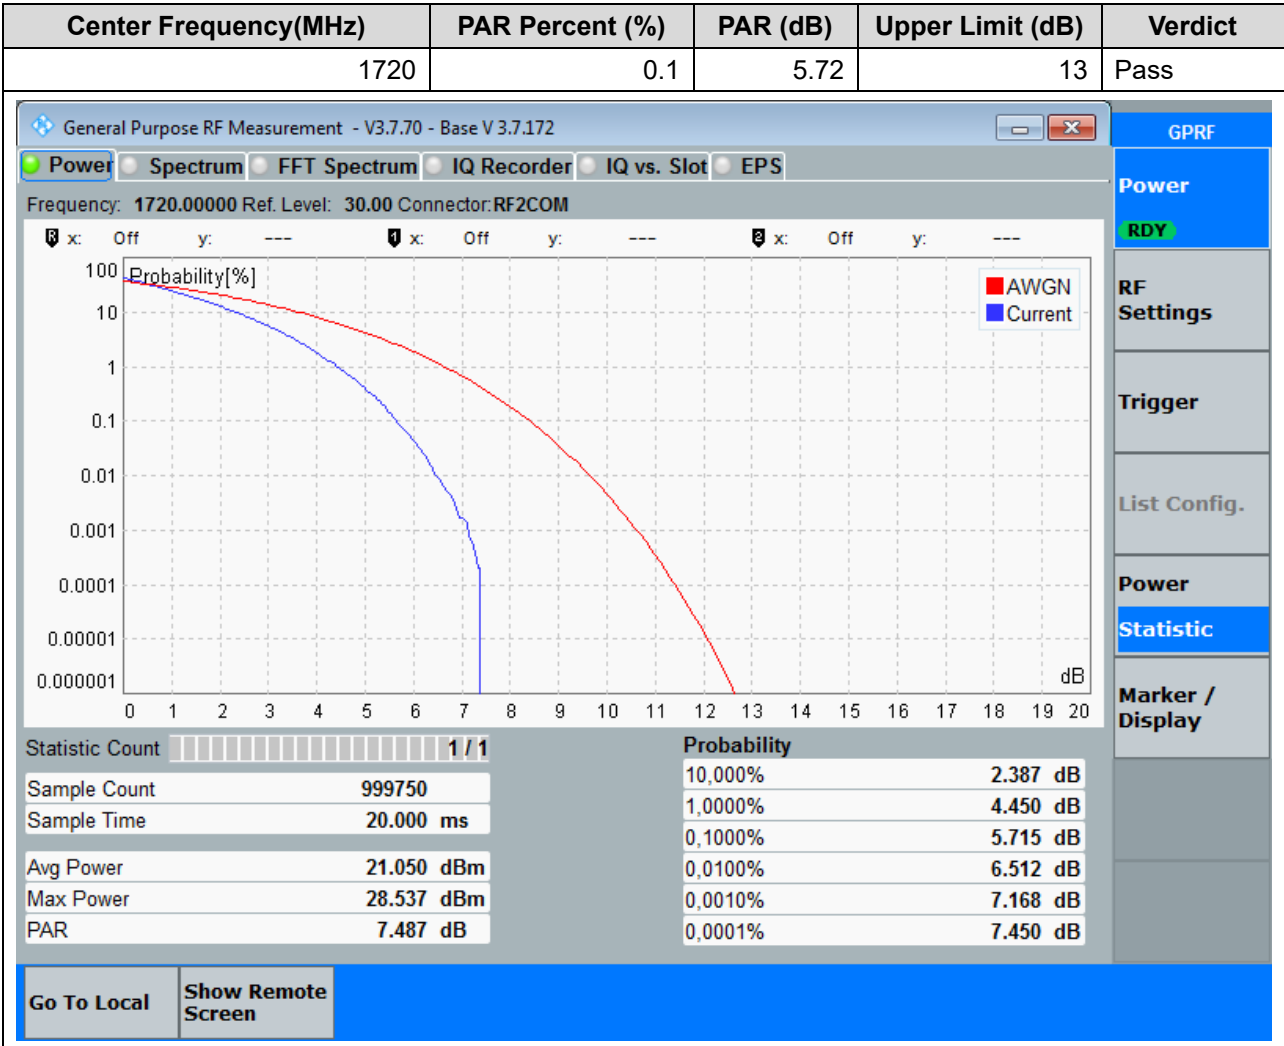 Center Frequency(MHz) PAR Percent (%) PAR (dB) Upper Limit (dB) Verdict
1720 0.1 5.72 13 Pass
General Purpose RF Measurement - V3.7.70 - Base V 3.7.172
GPRF
Power Spectrum FFT Spectrum IQ Recorder IQ vs. Slot EPS
Frequency: 1720.00000 Ref. Level: 30.00 Connector: RF2COM
R x: Off y: --- 1 x: Off y: --- 2 x: Off y: ---
Probability[%]
100
10
1
0.1
0.01
0.001
0.0001
0.00001
0.000001
AWGN
Current
dB
0 1 2 3 4 5 6 7 8 9 10 11 12 13 14 15 16 17 18 19 20
Statistic Count 1 / 1
Sample Count 999750
Sample Time 20.000 ms
Avg Power 21.050 dBm
Max Power 28.537 dBm
PAR 7.487 dB
Probability
10,000% 2.387 dB
1,0000% 4.450 dB
0,1000% 5.715 dB
0,0100% 6.512 dB
0,0010% 7.168 dB
0,0001% 7.450 dB
Power
RDY
RF
Settings
Trigger
List Config.
Power
Statistic
Marker /
Display
Go To Local
Show Remote
Screen